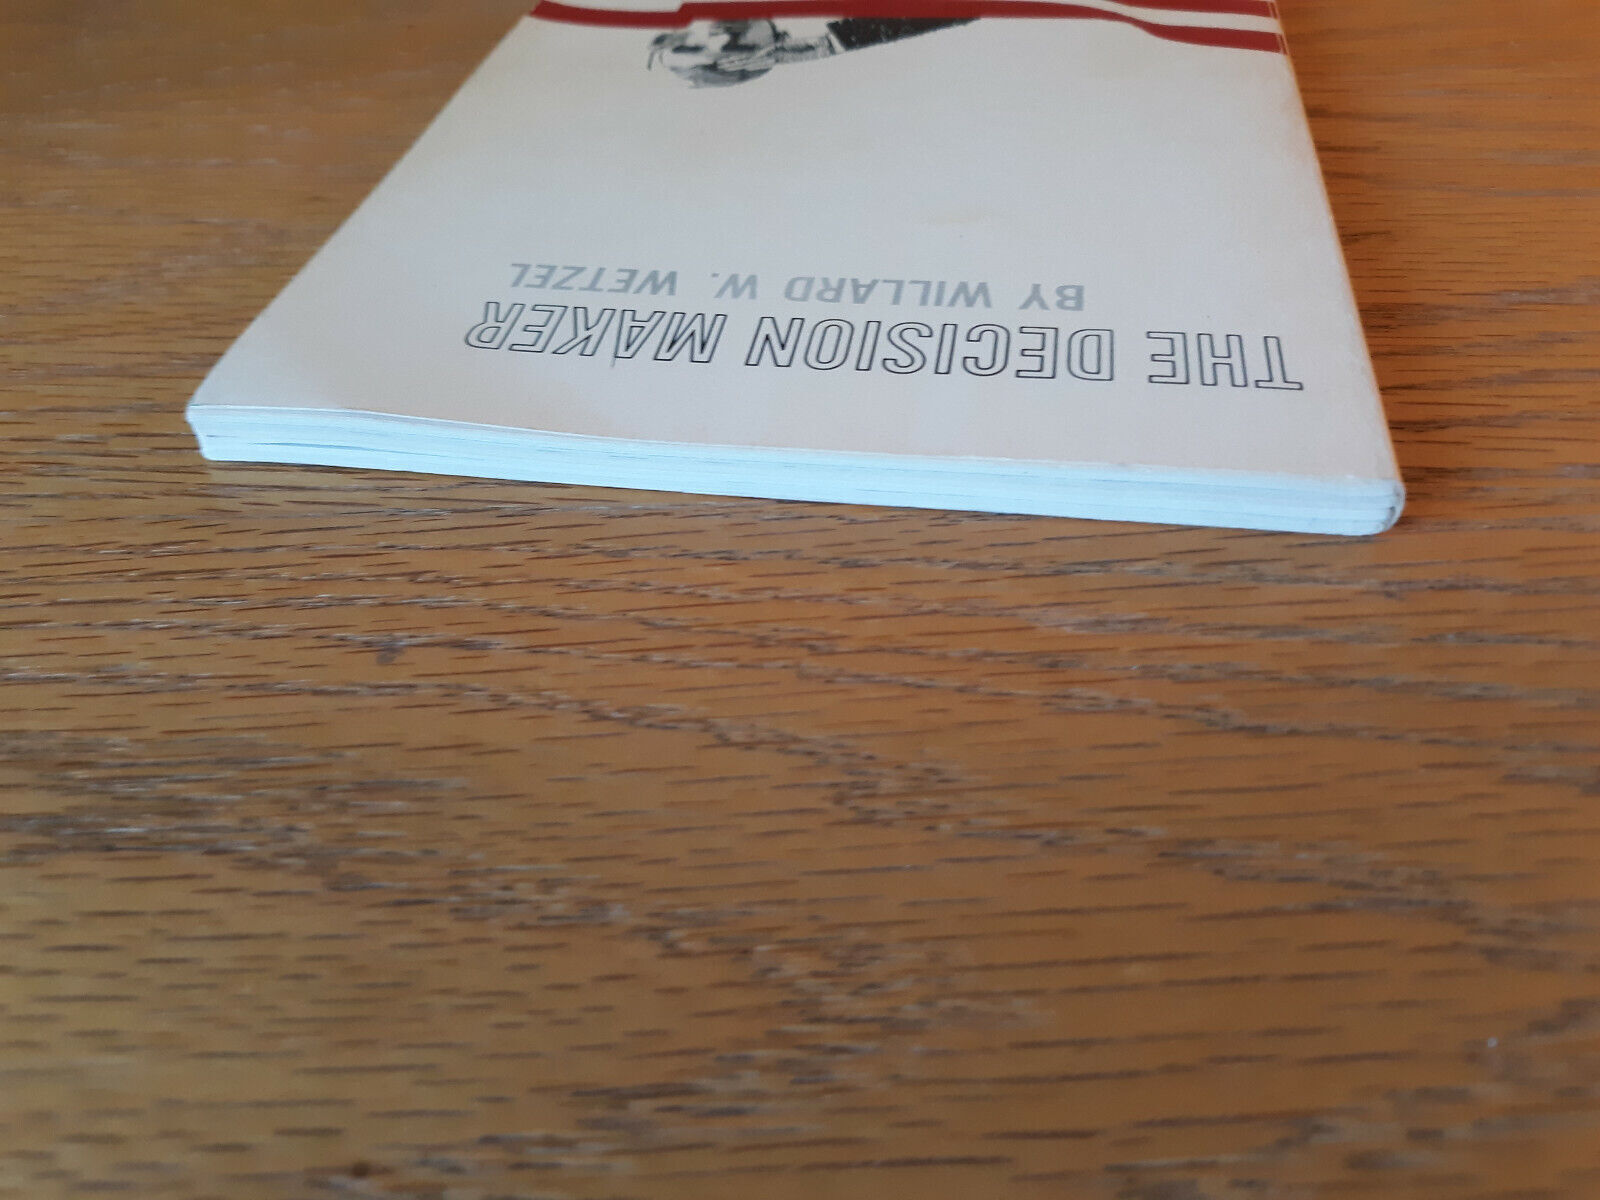 THE DECISION MAKER
BY WILLARD W. WETZEL